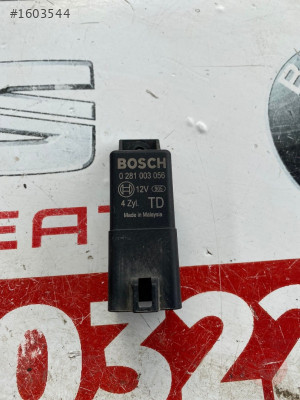 #1603544
BOSCH
0 281 003 056
12V
4 Zyl. TD
Made in Malaysia
EAT
0322